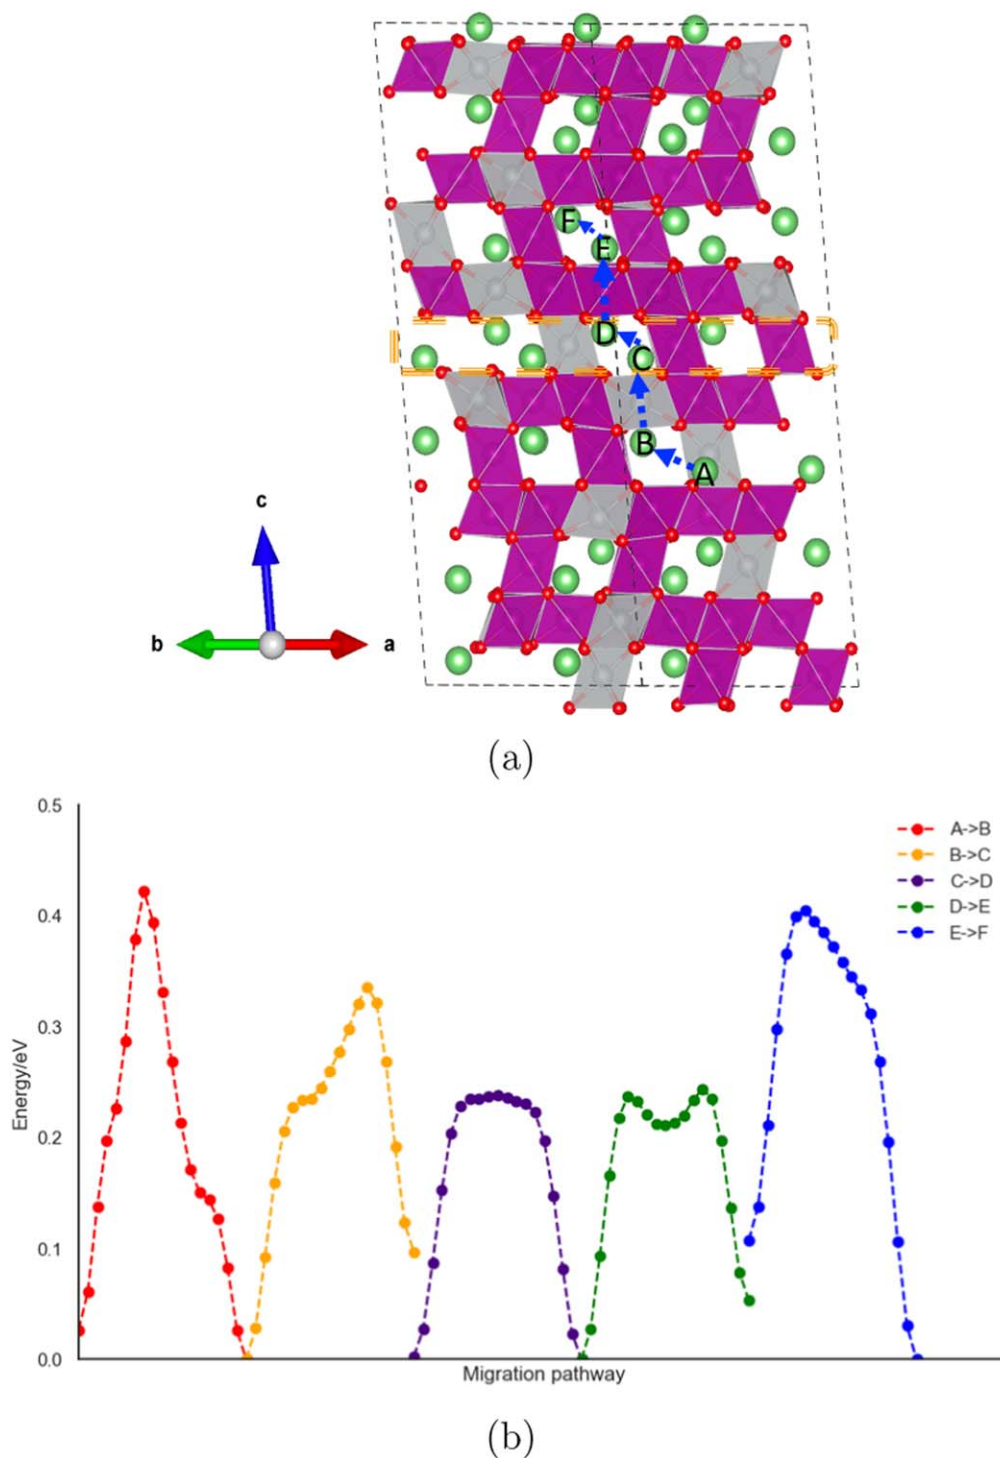 F
E
D
C
B
A
c
b
a
(a)
0.5
A->B
B->C
C->D
D->E
0.4
E->F
0.3
Energy/eV
0.2
0.1
0.0
Migration pathway
(b)